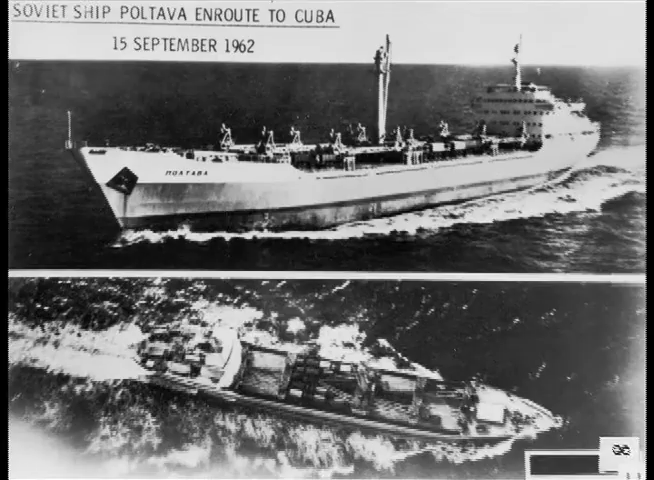 SOVIET SHIP POLTAVA ENROUTE TO CUBA
15 SEPTEMBER 1962
ПОЛТАВА